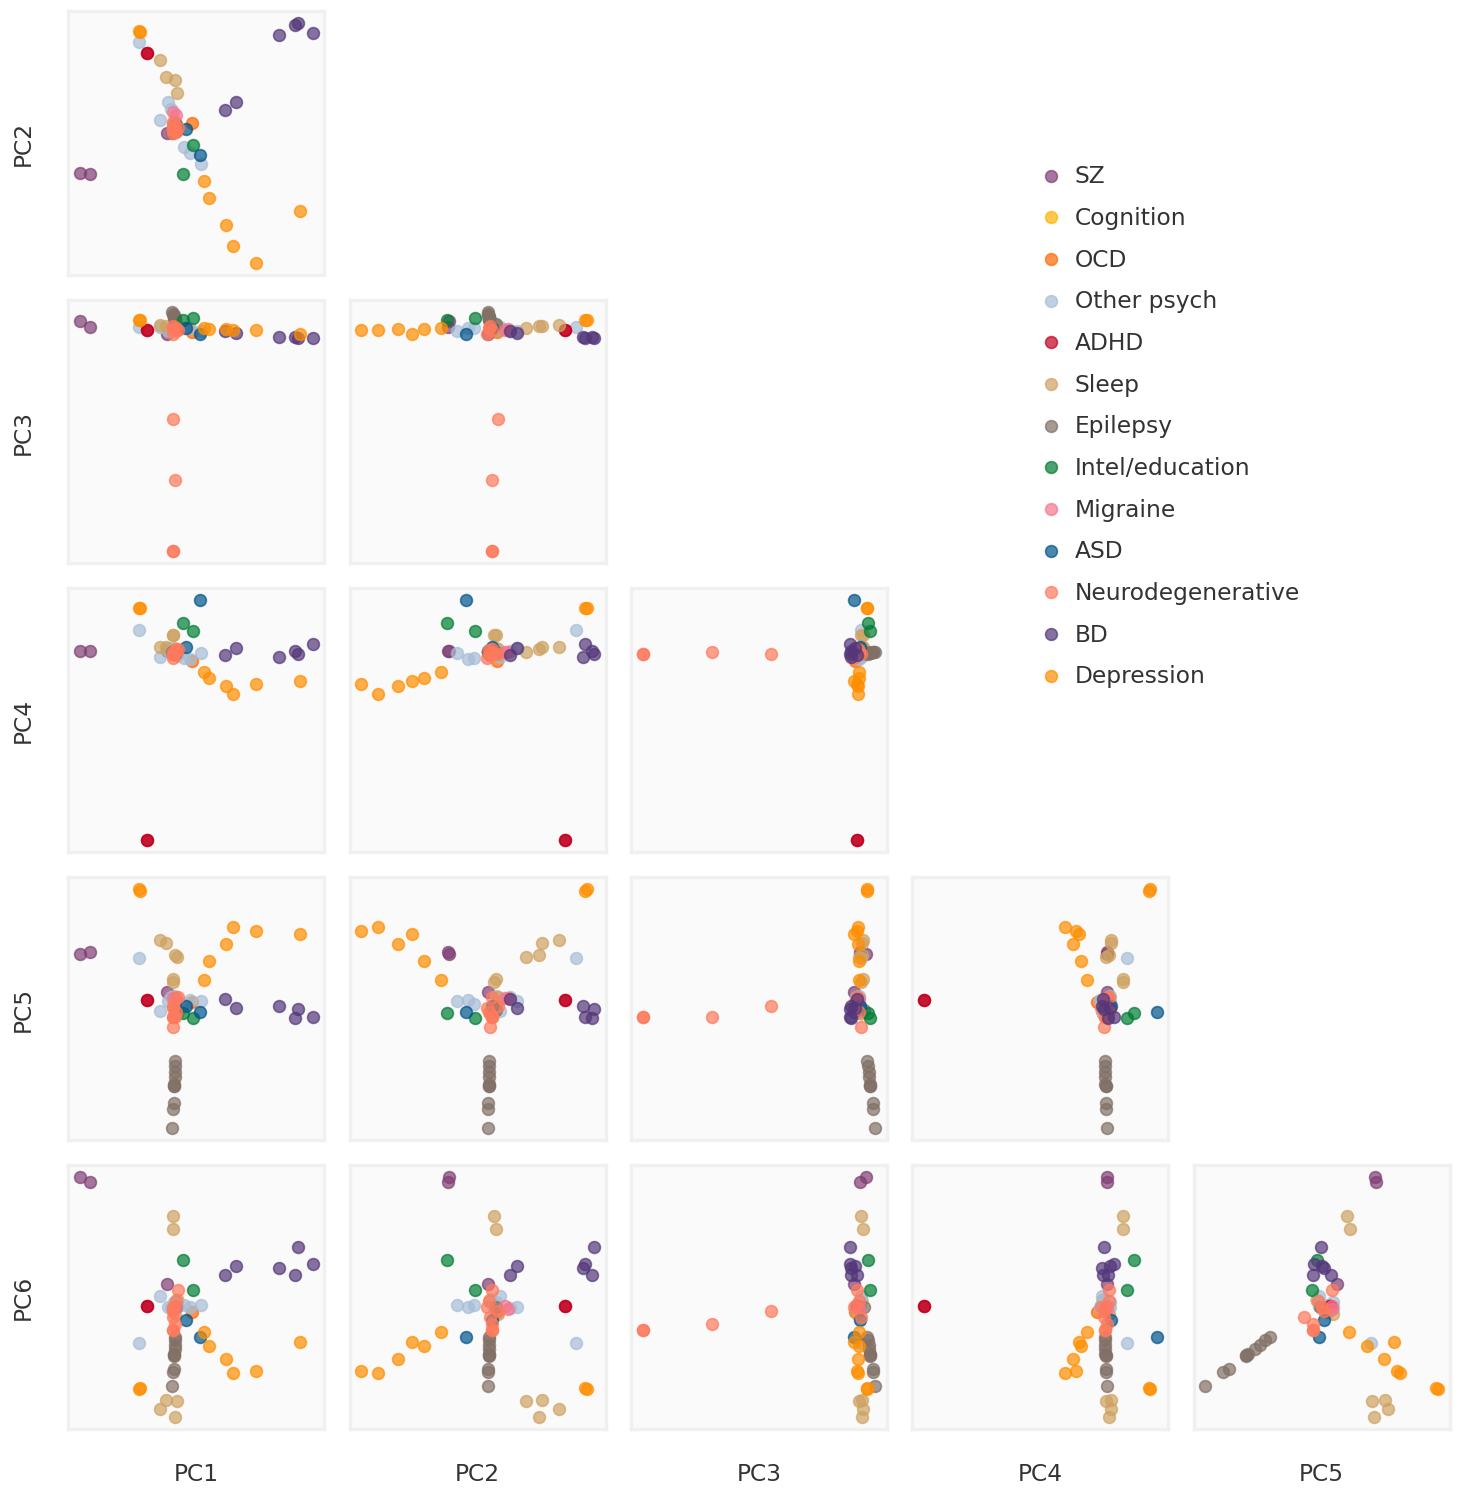 PC2
SZ
Cognition
OCD
Other psych
ADHD
Sleep
Epilepsy
Intel/education
Migraine
ASD
Neurodegenerative
BD
Depression
PC3
PC4
PC5
PC6
PC1
PC2
PC3
PC4
PC5